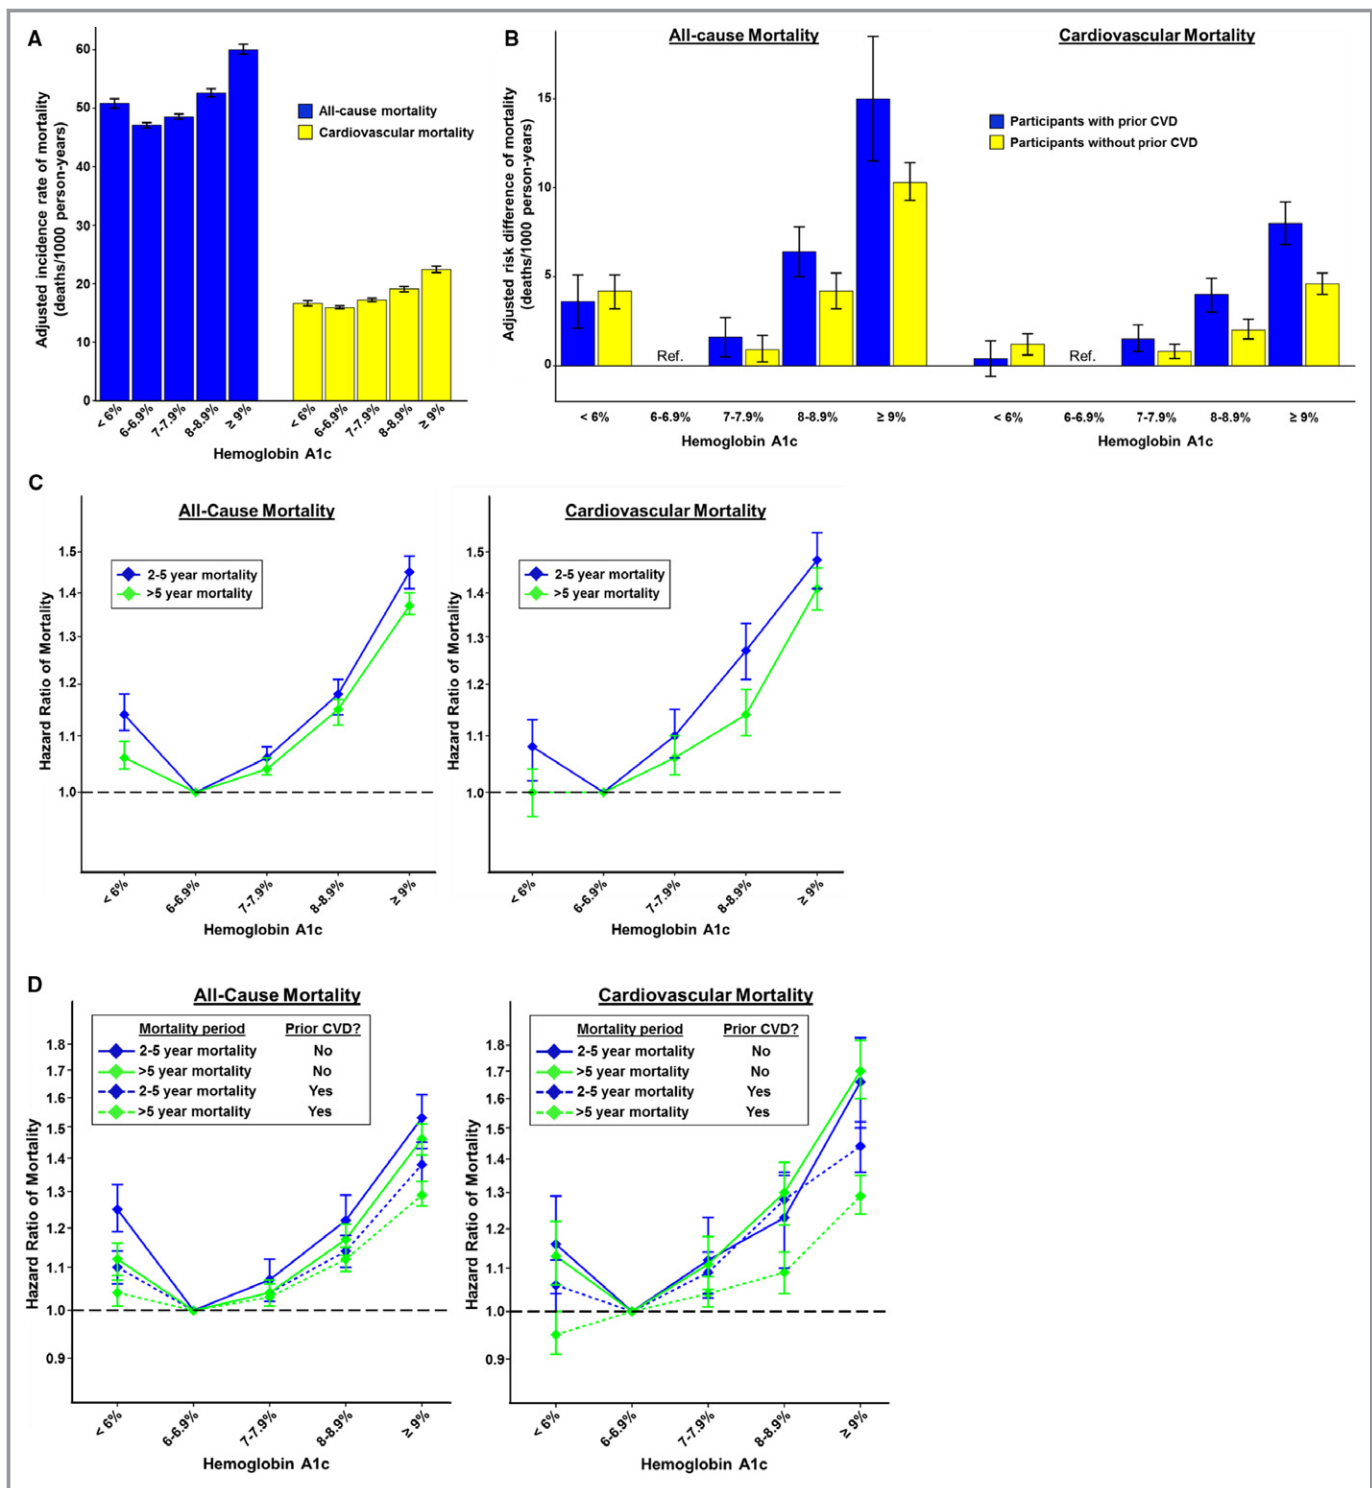 A
Adjusted incidence rate of mortality
(deaths/1000 person-years)
60
50
40
30
20
10
0
All-cause mortality
Cardiovascular mortality
< 6%
6-6.9%
7-7.9%
8-8.9%
≥ 9%
< 6%
6-6.9%
7-7.9%
8-8.9%
≥ 9%
Hemoglobin A1c
B
All-cause Mortality
Cardiovascular Mortality
Adjusted risk difference of mortality
(deaths/1000 person-years)
15
10
5
0
Participants with prior CVD
Participants without prior CVD
Ref.
Ref.
< 6%
6-6.9%
7-7.9%
8-8.9%
≥ 9%
< 6%
6-6.9%
7-7.9%
8-8.9%
≥ 9%
Hemoglobin A1c
Hemoglobin A1c
C
All-Cause Mortality
Hazard Ratio of Mortality
1.5
1.4
1.3
1.2
1.1
1.0
2-5 year mortality
>5 year mortality
< 6%
6-6.9%
7-7.9%
8-8.9%
≥ 9%
Hemoglobin A1c
Cardiovascular Mortality
Hazard Ratio of Mortality
1.5
1.4
1.3
1.2
1.1
1.0
2-5 year mortality
>5 year mortality
< 6%
6-6.9%
7-7.9%
8-8.9%
≥ 9%
Hemoglobin A1c
D
All-Cause Mortality
Hazard Ratio of Mortality
1.8
1.7
1.6
1.5
1.4
1.3
1.2
1.1
1.0
0.9
Mortality period Prior CVD?
2-5 year mortality No
>5 year mortality No
2-5 year mortality Yes
>5 year mortality Yes
< 6%
6-6.9%
7-7.9%
8-8.9%
≥ 9%
Hemoglobin A1c
Cardiovascular Mortality
Hazard Ratio of Mortality
1.8
1.7
1.6
1.5
1.4
1.3
1.2
1.1
1.0
0.9
Mortality period Prior CVD?
2-5 year mortality No
>5 year mortality No
2-5 year mortality Yes
>5 year mortality Yes
< 6%
6-6.9%
7-7.9%
8-8.9%
≥ 9%
Hemoglobin A1c